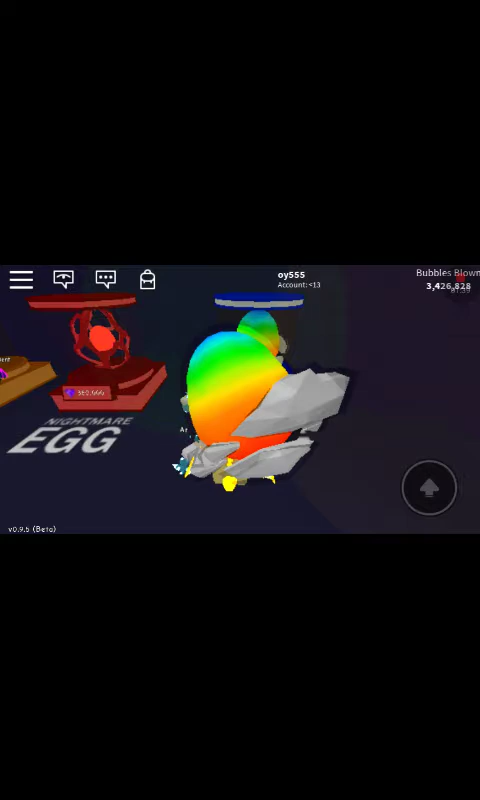 oy555
Account: <13
Bubbles Blown
3,426,828
NIGHTMARE
EGG
v0.9.5 (Beta)